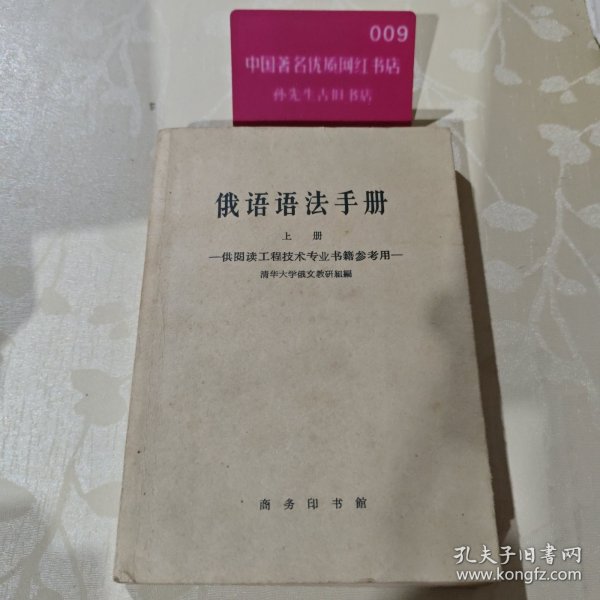 009
中国著名优质网红书店
孙先生古旧书店
俄语语法手册
上册
—供阅读工程技术专业书籍参考用—
清华大学俄文教研组编
商务印书館
孔夫子旧书网
www.kongfz.com